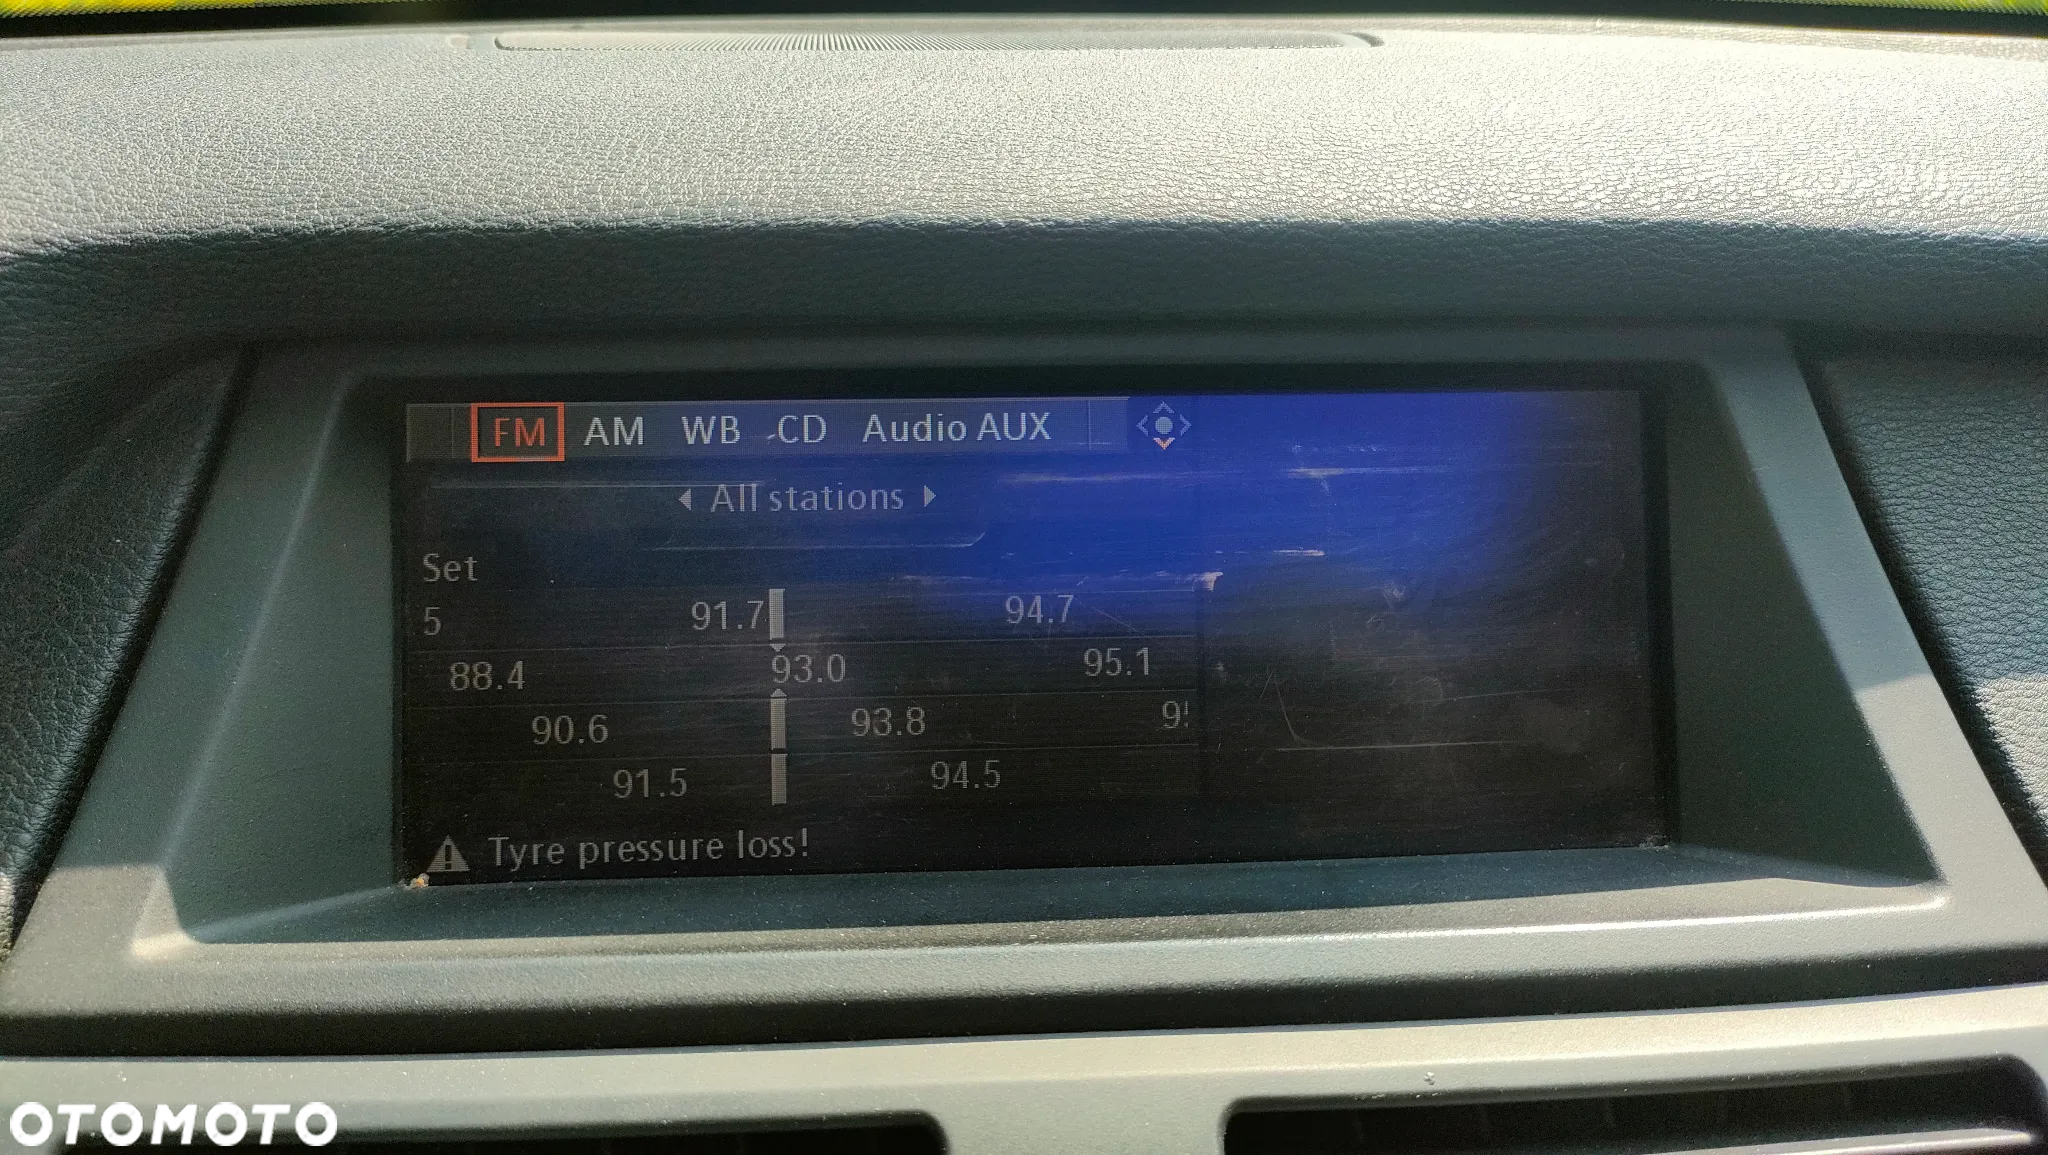 FM AM WB CD Audio AUX
All stations
Set
5 91.7 94.7
88.4 93.0 95.1
90.6 93.8
91.5 94.5
Tyre pressure loss!
OTOMOTO